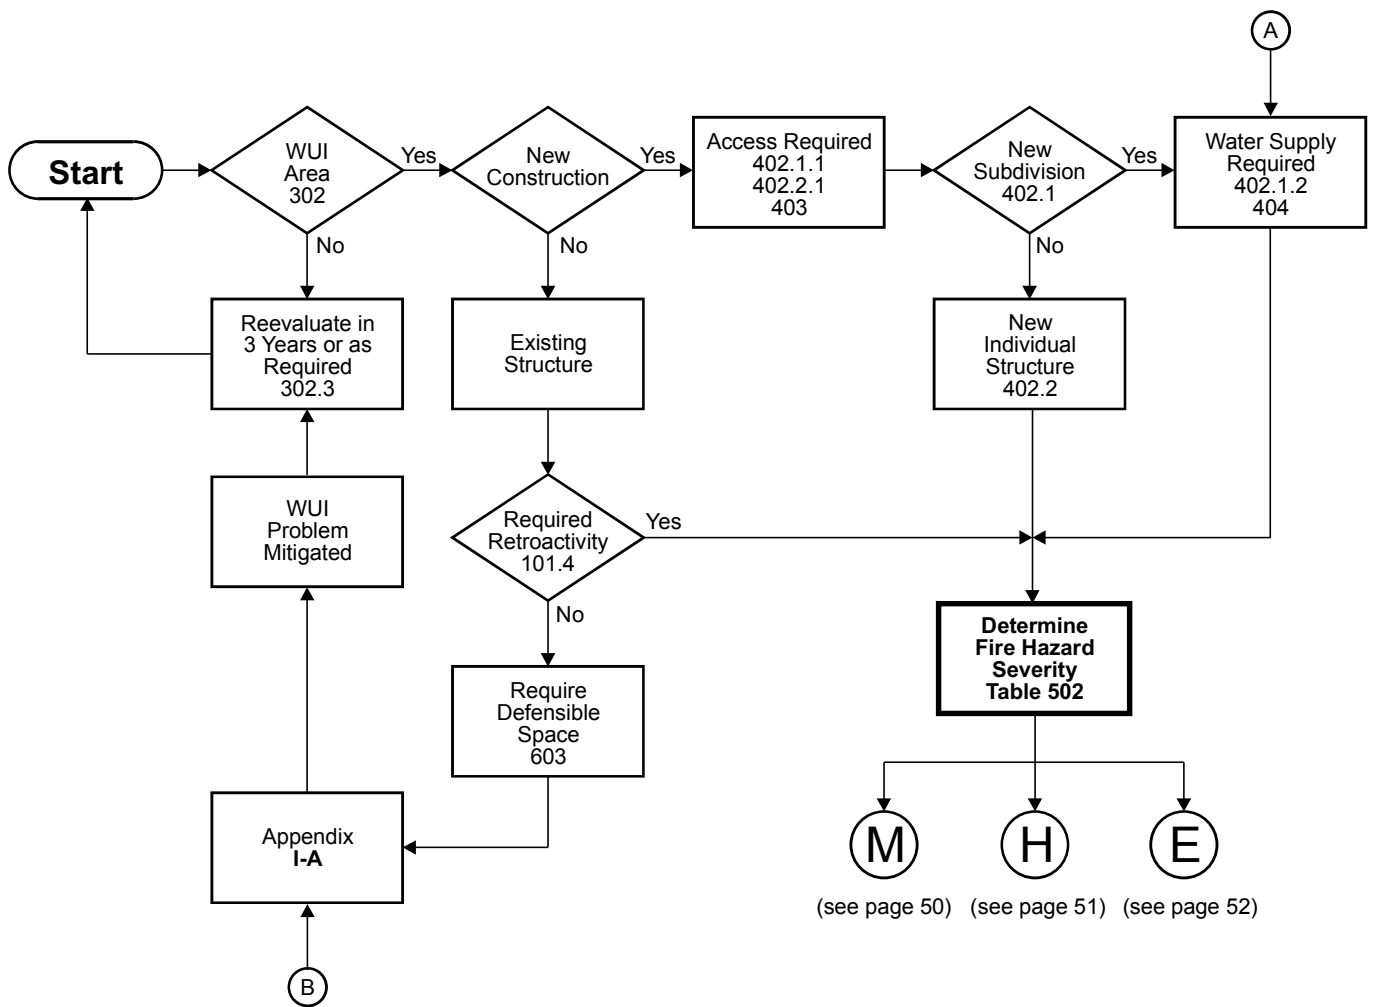 A
Start
WUI
Area
302
Yes
No
New
Construction
Yes
No
Access Required
402.1.1
402.2.1
403
New
Subdivision
402.1
Yes
No
Water Supply
Required
402.1.2
404
Reevaluate in
3 Years or as
Required
302.3
Existing
Structure
New
Individual
Structure
402.2
WUI
Problem
Mitigated
Required
Retroactivity
101.4
Yes
No
Determine
Fire Hazard
Severity
Table 502
Require
Defensible
Space
603
Appendix
I-A
M
H
E
(see page 50)
(see page 51)
(see page 52)
B